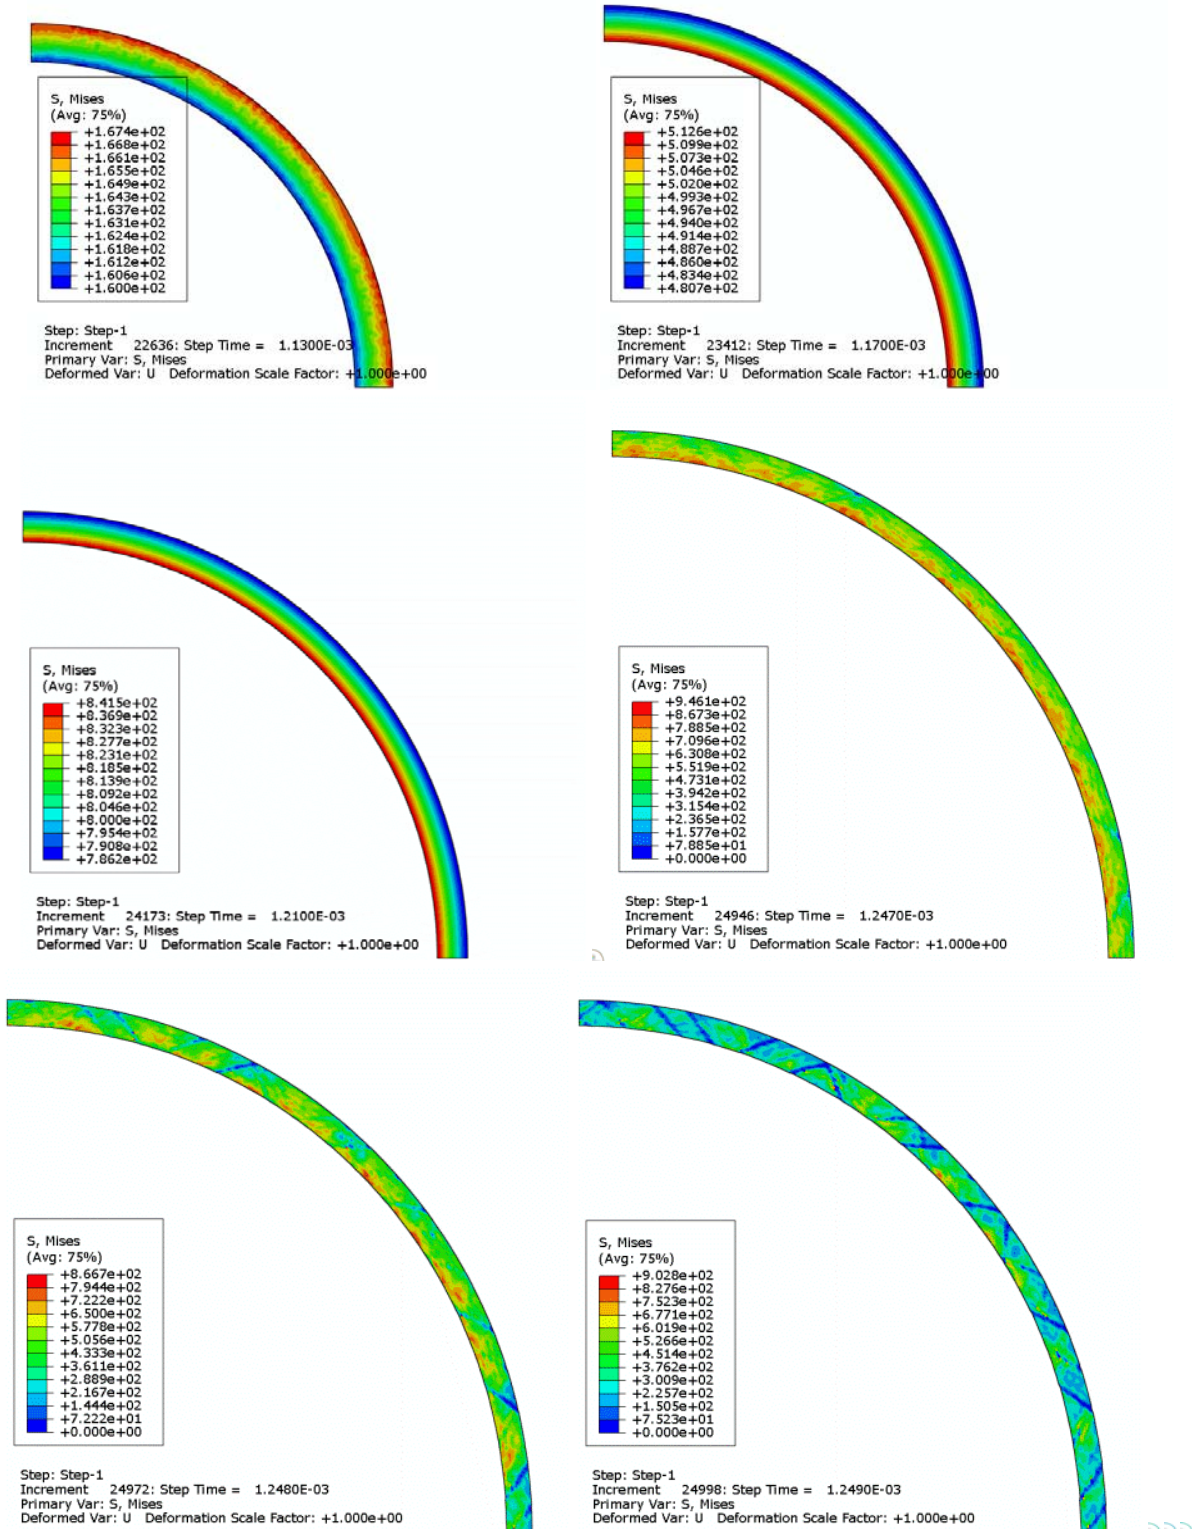 S, Mises
(Avg: 75%)
+1.674e+02
+1.668e+02
+1.661e+02
+1.655e+02
+1.649e+02
+1.643e+02
+1.637e+02
+1.631e+02
+1.624e+02
+1.618e+02
+1.612e+02
+1.606e+02
+1.600e+02
Step: Step-1
Increment 22636: Step Time = 1.1300E-03
Primary Var: S, Mises
Deformed Var: U Deformation Scale Factor: +1.000e+00
S, Mises
(Avg: 75%)
+5.126e+02
+5.099e+02
+5.073e+02
+5.046e+02
+5.020e+02
+4.993e+02
+4.967e+02
+4.940e+02
+4.914e+02
+4.887e+02
+4.860e+02
+4.834e+02
+4.807e+02
Step: Step-1
Increment 23412: Step Time = 1.1700E-03
Primary Var: S, Mises
Deformed Var: U Deformation Scale Factor: +1.000e+00
S, Mises
(Avg: 75%)
+8.415e+02
+8.369e+02
+8.323e+02
+8.277e+02
+8.231e+02
+8.185e+02
+8.139e+02
+8.092e+02
+8.046e+02
+8.000e+02
+7.954e+02
+7.908e+02
+7.862e+02
Step: Step-1
Increment 24173: Step Time = 1.2100E-03
Primary Var: S, Mises
Deformed Var: U Deformation Scale Factor: +1.000e+00
S, Mises
(Avg: 75%)
+9.461e+02
+8.673e+02
+7.885e+02
+7.096e+02
+6.308e+02
+5.519e+02
+4.731e+02
+3.942e+02
+3.154e+02
+2.365e+02
+1.577e+02
+7.885e+01
+0.000e+00
Step: Step-1
Increment 24946: Step Time = 1.2470E-03
Primary Var: S, Mises
Deformed Var: U Deformation Scale Factor: +1.000e+00
S, Mises
(Avg: 75%)
+8.667e+02
+7.944e+02
+7.222e+02
+6.500e+02
+5.778e+02
+5.056e+02
+4.333e+02
+3.611e+02
+2.889e+02
+2.167e+02
+1.444e+02
+7.222e+01
+0.000e+00
Step: Step-1
Increment 24972: Step Time = 1.2480E-03
Primary Var: S, Mises
Deformed Var: U Deformation Scale Factor: +1.000e+00
S, Mises
(Avg: 75%)
+9.028e+02
+8.276e+02
+7.523e+02
+6.771e+02
+6.019e+02
+5.266e+02
+4.514e+02
+3.762e+02
+3.009e+02
+2.257e+02
+1.505e+02
+7.523e+01
+0.000e+00
Step: Step-1
Increment 24998: Step Time = 1.2490E-03
Primary Var: S, Mises
Deformed Var: U Deformation Scale Factor: +1.000e+00